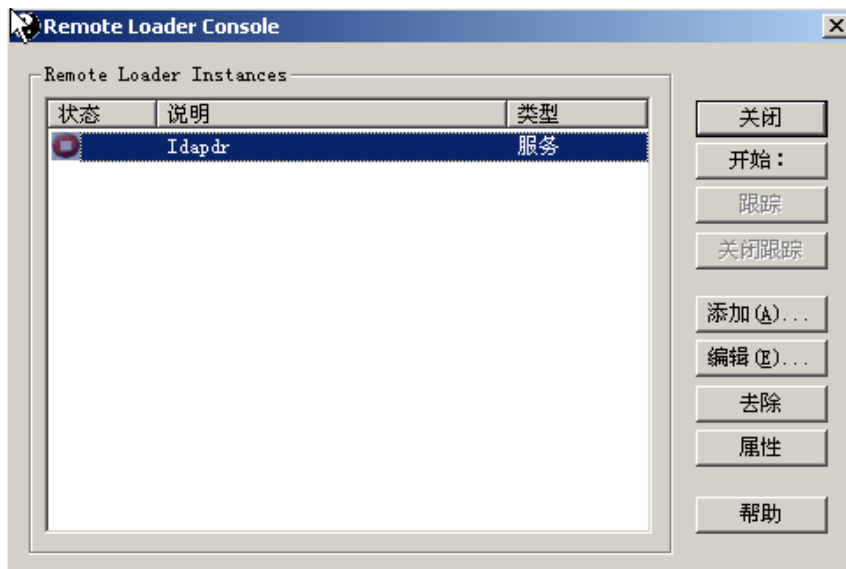 Remote Loader Console
Remote Loader Instances
状态 说明 类型
Idapdr 服务
关闭
开始：
跟踪
关闭跟踪
添加(A)...
编辑(E)...
去除
属性
帮助